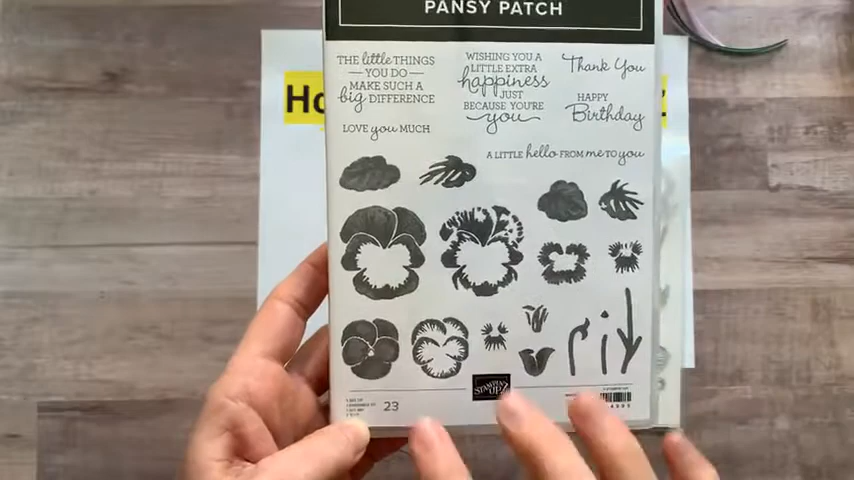 PANSY PATCH
THE little THINGS
— YOU DO —
MAKE SUCH A
big DIFFERENCE
LOVE you MUCH
WISHING YOU A
LITTLE EXTRA
happiness
JUST
BECAUSE YOU'RE
you
Thank You
HAPPY
Birthday
A LITTLE hello FROM me TO you
STAMPIN' UP!
23